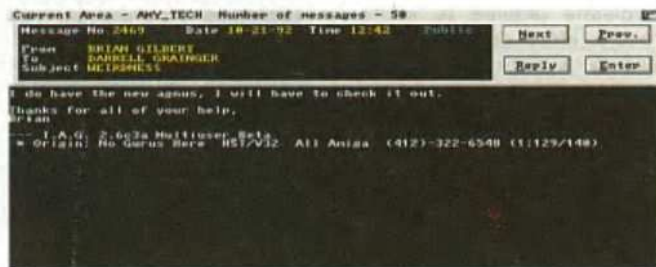 Current Area - AMY_TECH Number of messages - 50
Message No 2469 Date 10-21-92 Time 12:42 Public
From BRIAN GILBERT
To DARRELL GRAINGER
Subject WEIRDNESS
Next Prev.
Reply Enter
I do have the new agnus, I will have to check it out.
Thanks for all of your help,
Brian
--- I.A.G. 2.6g3a Multiuser Beta
* Origin: No Gurus Here HST/V32 All Amiga (412)-322-6540 (1:129/140)